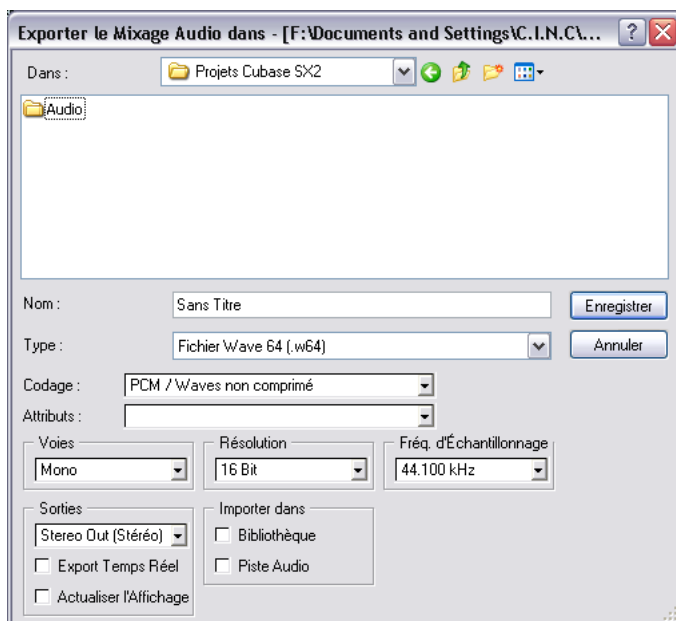 Exporter le Mixage Audio dans - [F:\Documents and Settings\C.I.N.C\...
Dans :
Projets Cubase SX2
Audio
Nom :
Sans Titre
Enregistrer
Type :
Fichier Wave 64 (.w64)
Annuler
Codage :
PCM / Waves non comprimé
Attributs :
Voies
Résolution
Fréq. d'Échantillonnage
Mono
16 Bit
44.100 kHz
Sorties
Importer dans
Stereo Out (Stéréo)
Bibliothèque
Export Temps Réel
Piste Audio
Actualiser l'Affichage